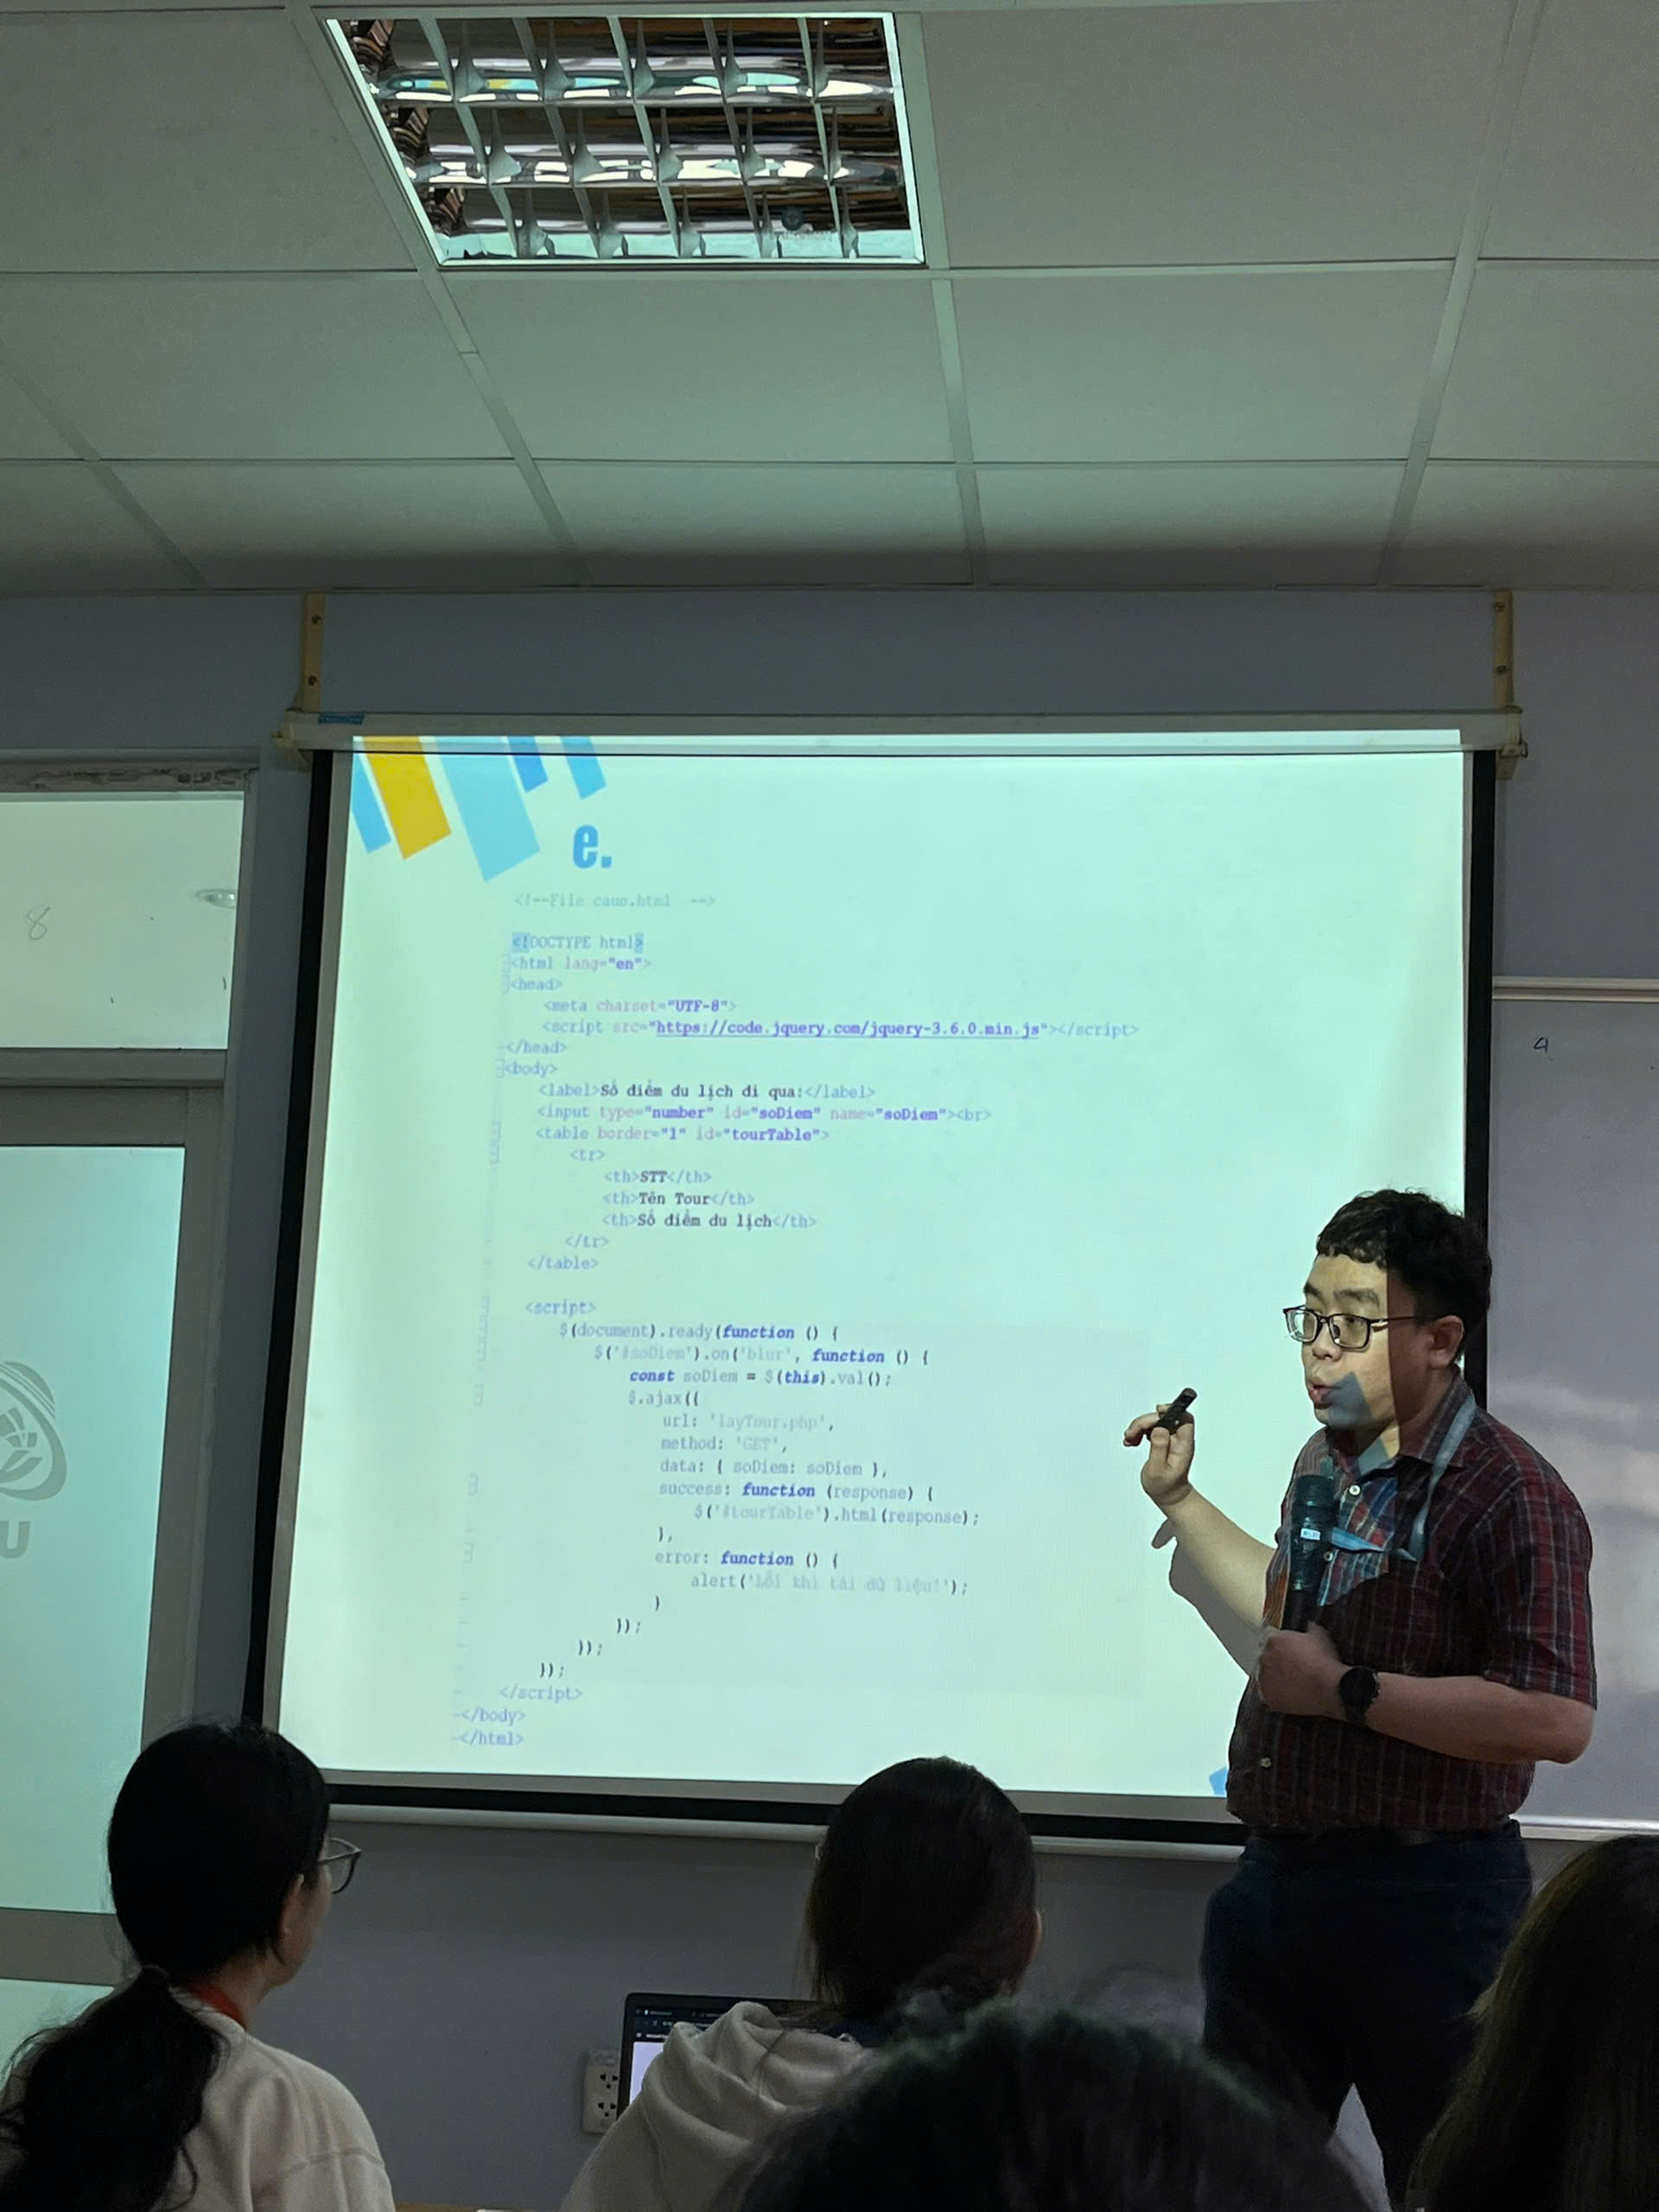 e.
<!--File caue.html -->
<!DOCTYPE html>
<html lang="en">
<head>
<meta charset="UTF-8">
<script src="https://code.jquery.com/jquery-3.6.0.min.js"></script>
</head>
<body>
<label>Số điểm du lịch đi qua:</label>
<input type="number" id="soDiem" name="soDiem"><br>
<table border="1" id="tourTable">
<tr>
<th>STT</th>
<th>Tên Tour</th>
<th>Số điểm du lịch</th>
</tr>
</table>
<script>
$(document).ready(function () {
$('#soDiem').on('blur', function () {
const soDiem = $(this).val();
$.ajax({
url: 'layTour.php',
method: 'GET',
data: { soDiem: soDiem },
success: function (response) {
$('#tourTable').html(response);
},
error: function () {
alert('Lỗi khi tải dữ liệu!');
}
});
});
});
</script>
</body>
</html>
8
4
U